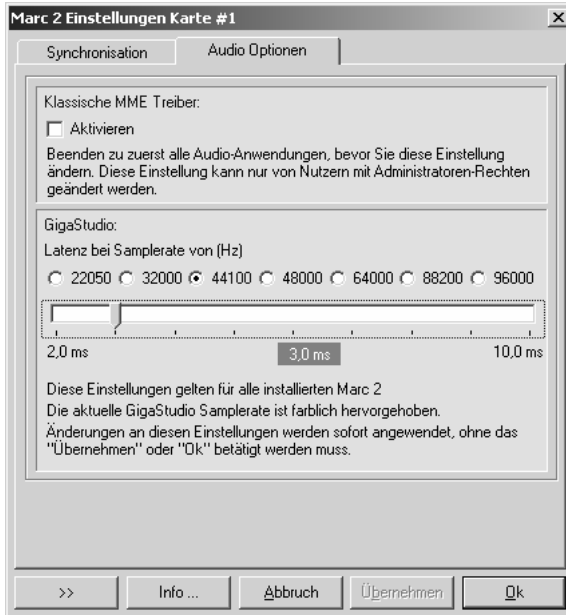 Marc 2 Einstellungen Karte #1
Synchronisation Audio Optionen
Klassische MME Treiber:
Aktivieren
Beenden zu zuerst alle Audio-Anwendungen, bevor Sie diese Einstellung
ändern. Diese Einstellung kann nur von Nutzern mit Administratoren-Rechten
geändert werden.
GigaStudio:
Latenz bei Samplerate von (Hz)
22050 32000 44100 48000 64000 88200 96000
2,0 ms 3,0 ms 10,0 ms
Diese Einstellungen gelten für alle installierten Marc 2
Die aktuelle GigaStudio Samplerate ist farblich hervorgehoben.
Änderungen an diesen Einstellungen werden sofort angewendet, ohne das
"Übernehmen" oder "Ok" betätigt werden muss.
>> Info ... Abbruch Übernehmen Ok